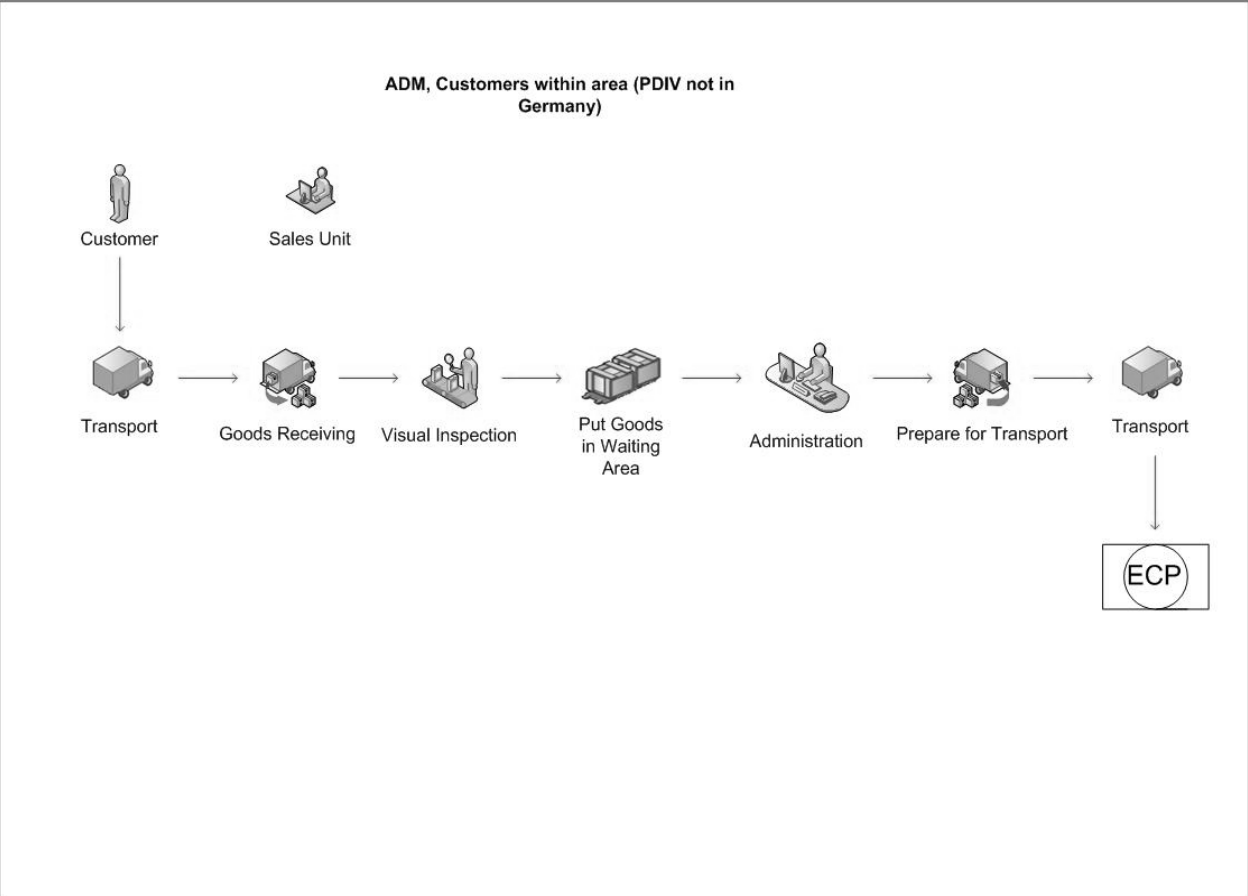 ADM, Customers within area (PDIV not in
Germany)
Customer
Sales Unit
Transport
Goods Receiving
Visual Inspection
Put Goods
in Waiting
Area
Administration
Prepare for Transport
Transport
ECP